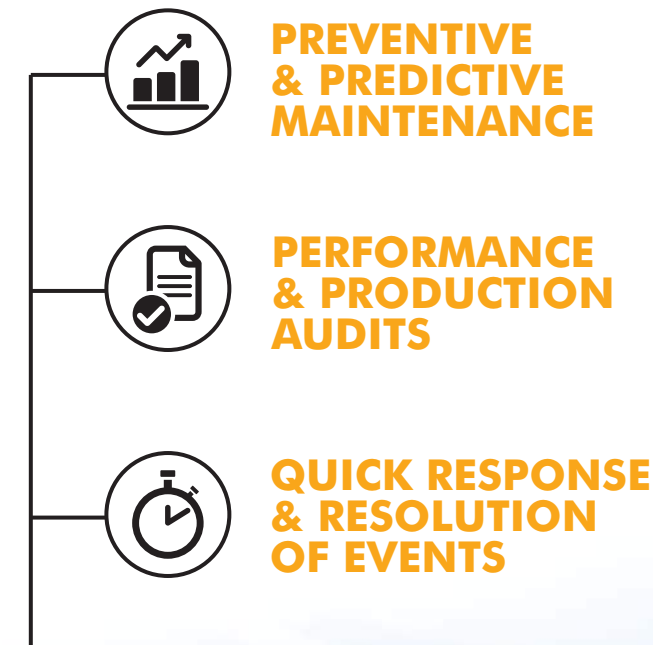 PREVENTIVE
& PREDICTIVE
MAINTENANCE
PERFORMANCE
& PRODUCTION
AUDITS
QUICK RESPONSE
& RESOLUTION
OF EVENTS